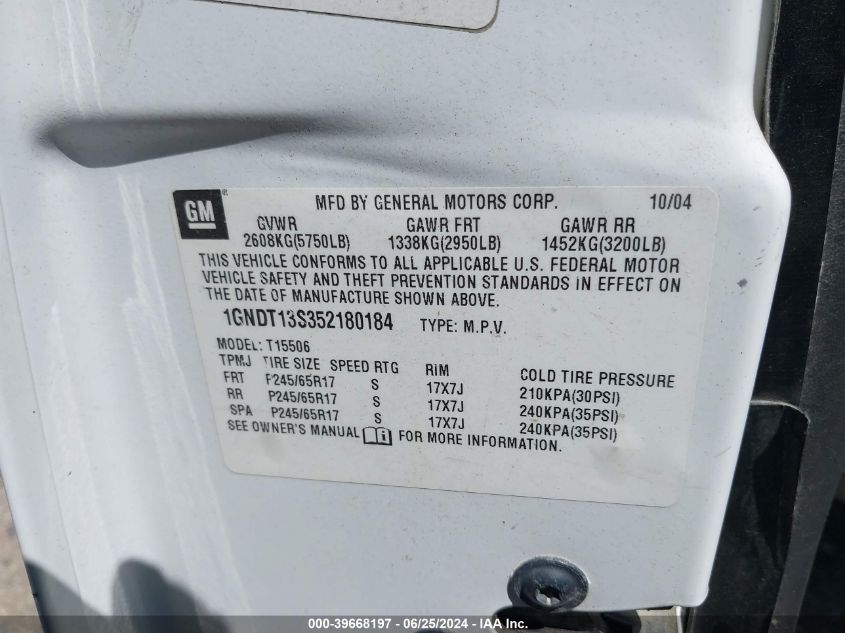 GM
MFD BY GENERAL MOTORS CORP. 10/04
GVWR GAWR FRT GAWR RR
2608KG(5750LB) 1338KG(2950LB) 1452KG(3200LB)
THIS VEHICLE CONFORMS TO ALL APPLICABLE U.S. FEDERAL MOTOR
VEHICLE SAFETY AND THEFT PREVENTION STANDARDS IN EFFECT ON
THE DATE OF MANUFACTURE SHOWN ABOVE.
1GNDT13S352180184 TYPE: M.P.V.
MODEL: T15506
TPMJ TIRE SIZE SPEED RTG RIM COLD TIRE PRESSURE
FRT P245/65R17 S 17X7J 210KPA(30PSI)
RR P245/65R17 S 17X7J 240KPA(35PSI)
SPA P245/65R17 S 17X7J 240KPA(35PSI)
SEE OWNER'S MANUAL FOR MORE INFORMATION.
000-39668197 - 06/25/2024 - IAA Inc.